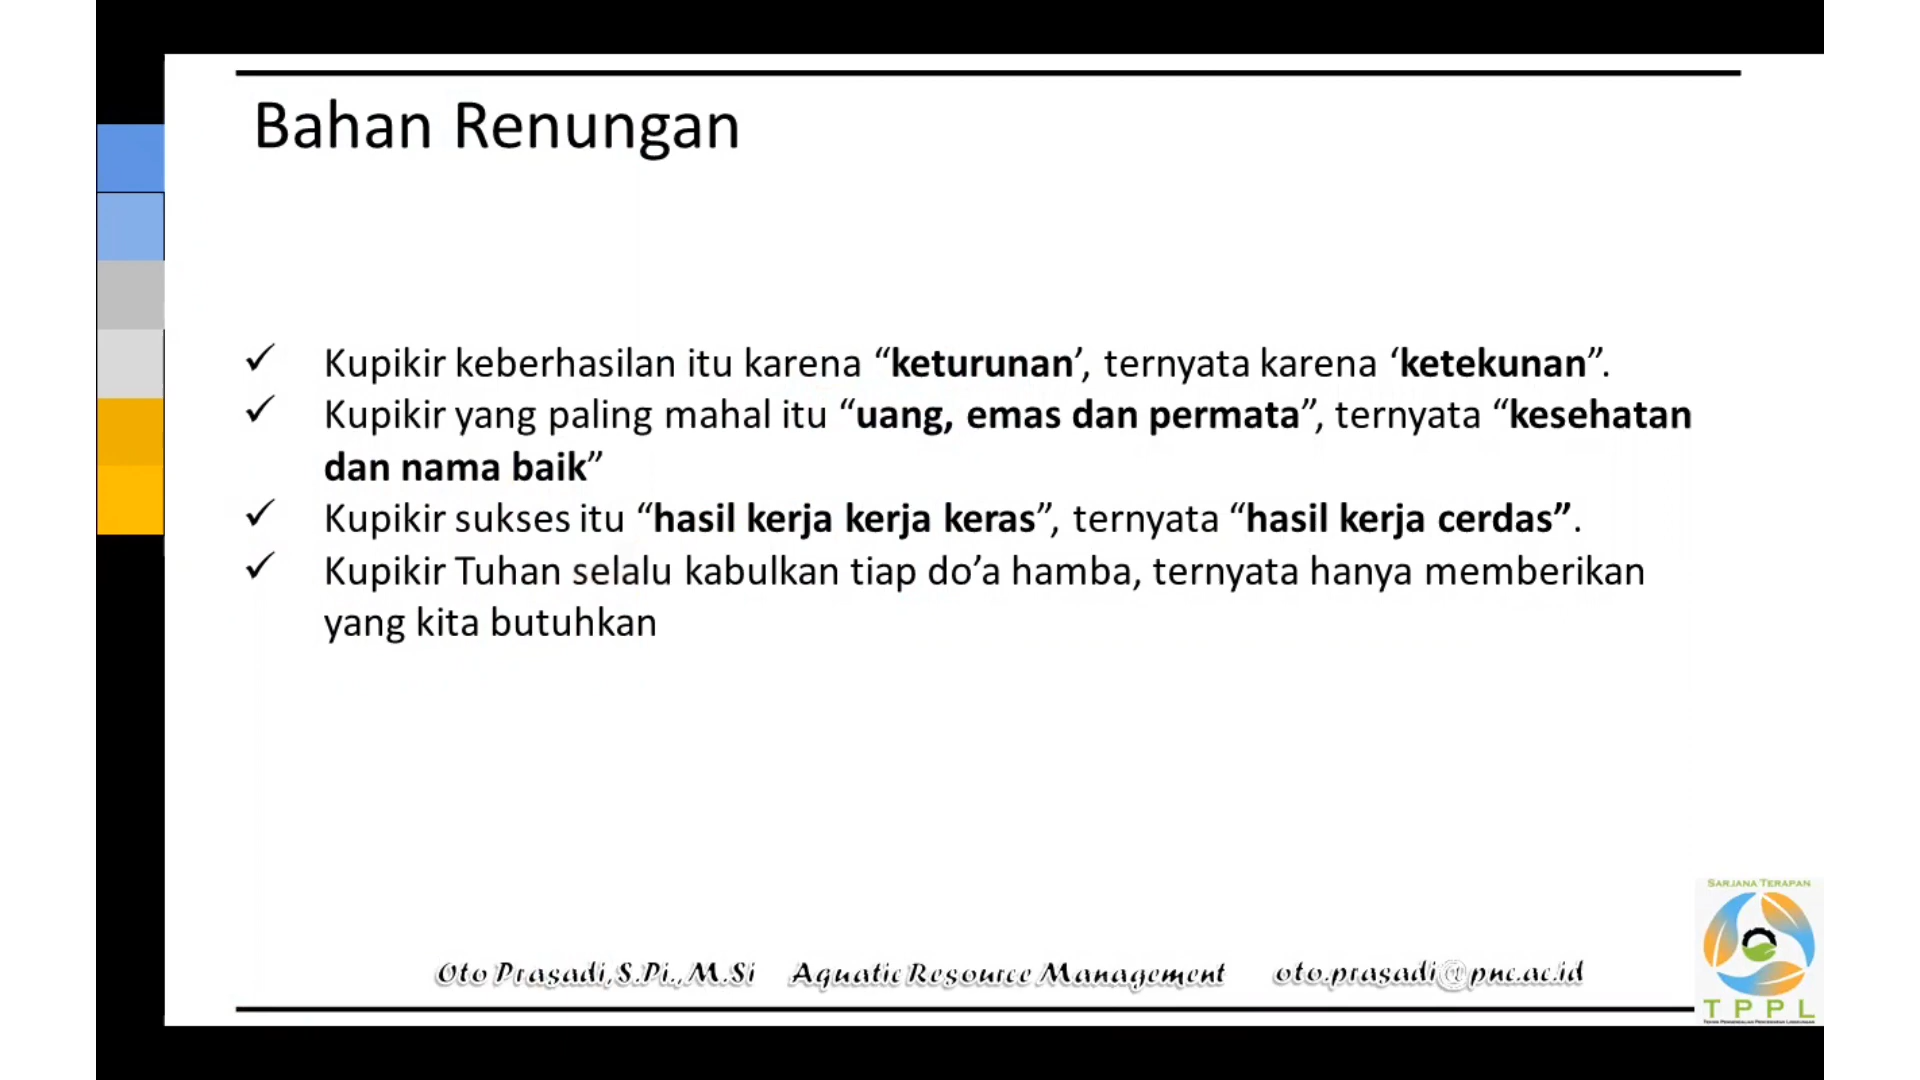 Bahan Renungan
✓ Kupikir keberhasilan itu karena “keturunan’, ternyata karena ‘ketekunan”.
✓ Kupikir yang paling mahal itu “uang, emas dan permata”, ternyata “kesehatan
dan nama baik”
✓ Kupikir sukses itu “hasil kerja kerja keras”, ternyata “hasil kerja cerdas”.
✓ Kupikir Tuhan selalu kabulkan tiap do’a hamba, ternyata hanya memberikan
yang kita butuhkan
SARJANA TERAPAN
Oto Prasadi, S.Pi., M.Si Aquatic Resource Management oto.prasadi@pnc.ac.id
TPPL